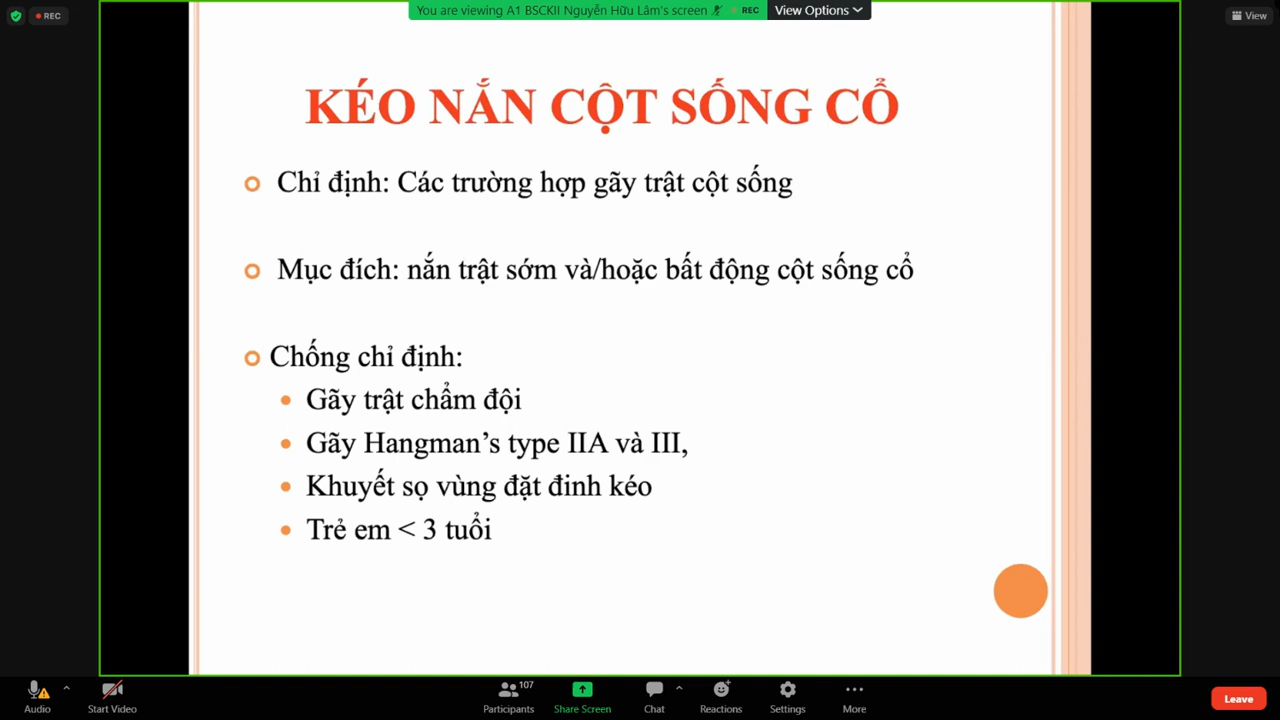 REC
You are viewing A1 BSCKII Nguyễn Hữu Lâm's screen
REC
View Options
View
KÉO NẮN CỘT SỐNG CỔ
Chỉ định: Các trường hợp gãy trật cột sống
Mục đích: nắn trật sớm và/hoặc bất động cột sống cổ
Chống chỉ định:
Gãy trật chẩm đội
Gãy Hangman's type IIA và III,
Khuyết sọ vùng đặt đinh kéo
Trẻ em < 3 tuổi
Audio
Start Video
Participants
107
Share Screen
Chat
Reactions
Settings
More
Leave